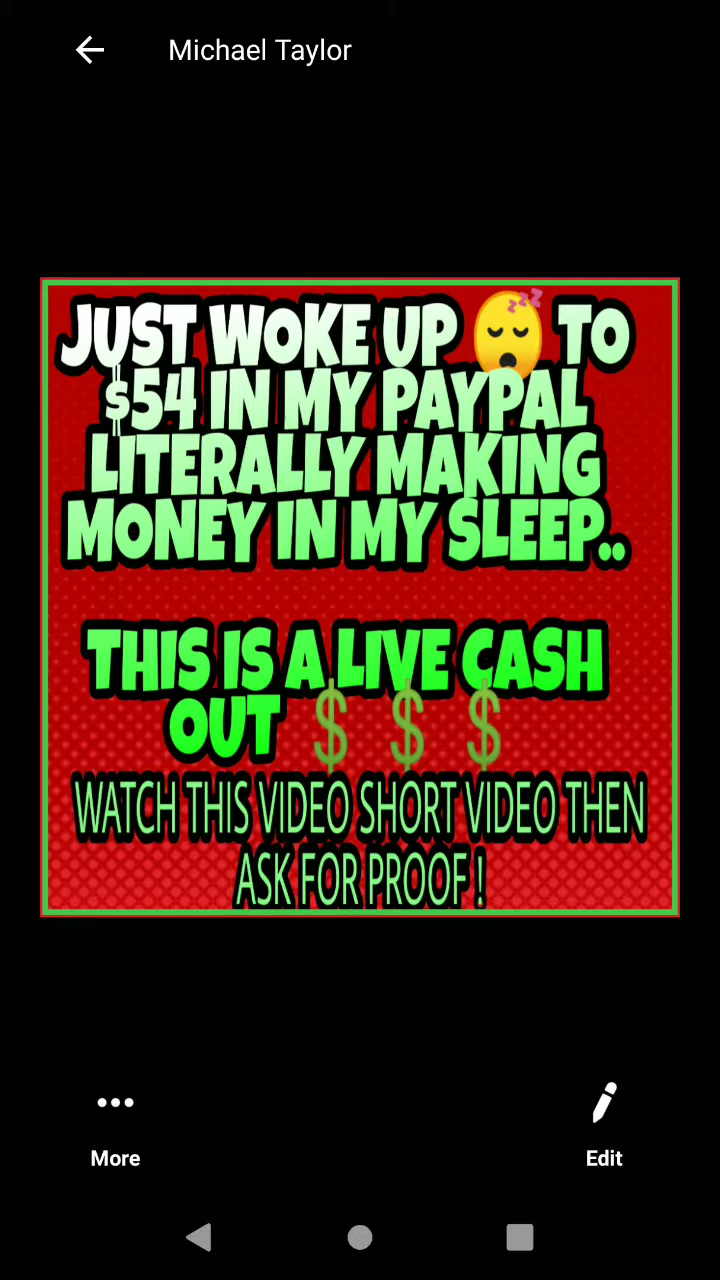 Michael Taylor
JUST WOKE UP 😴 TO
$54 IN MY PAYPAL
LITERALLY MAKING
MONEY IN MY SLEEP..
THIS IS A LIVE CASH
OUT $ $ $
WATCH THIS VIDEO SHORT VIDEO THEN
ASK FOR PROOF !
More
Edit